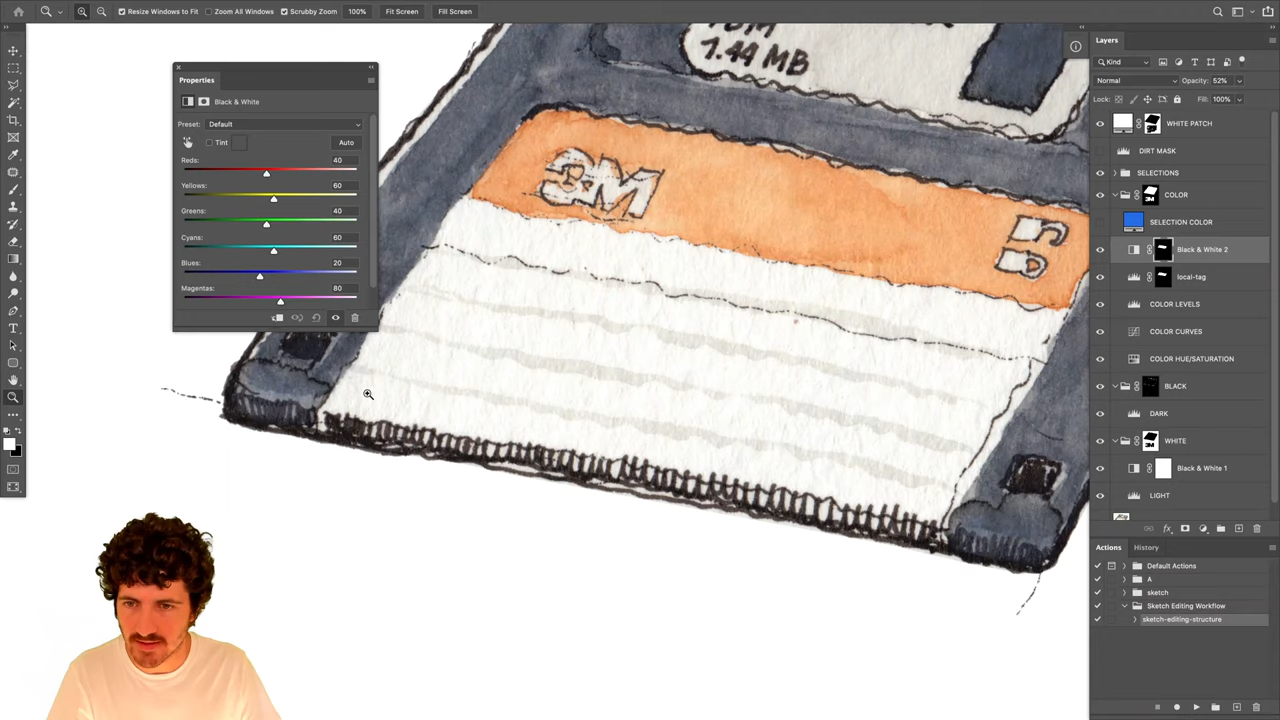 Resize Windows to Fit
Zoom All Windows
Scrubby Zoom
100%
Fit Screen
Fill Screen
1.44 MB
3M
Properties
Black & White
Preset: Default
Tint
Auto
Reds: 40
Yellows: 60
Greens: 40
Cyans: 60
Blues: 20
Magentas: 80
Layers
Kind
Normal
Opacity: 52%
Lock:
Fill: 100%
WHITE PATCH
DIRT MASK
SELECTIONS
COLOR
SELECTION COLOR
Black & White 2
local-tag
COLOR LEVELS
COLOR CURVES
COLOR HUE/SATURATION
BLACK
DARK
WHITE
Black & White 1
LIGHT
Actions
History
Default Actions
A
sketch
Sketch Editing Workflow
sketch-editing-structure